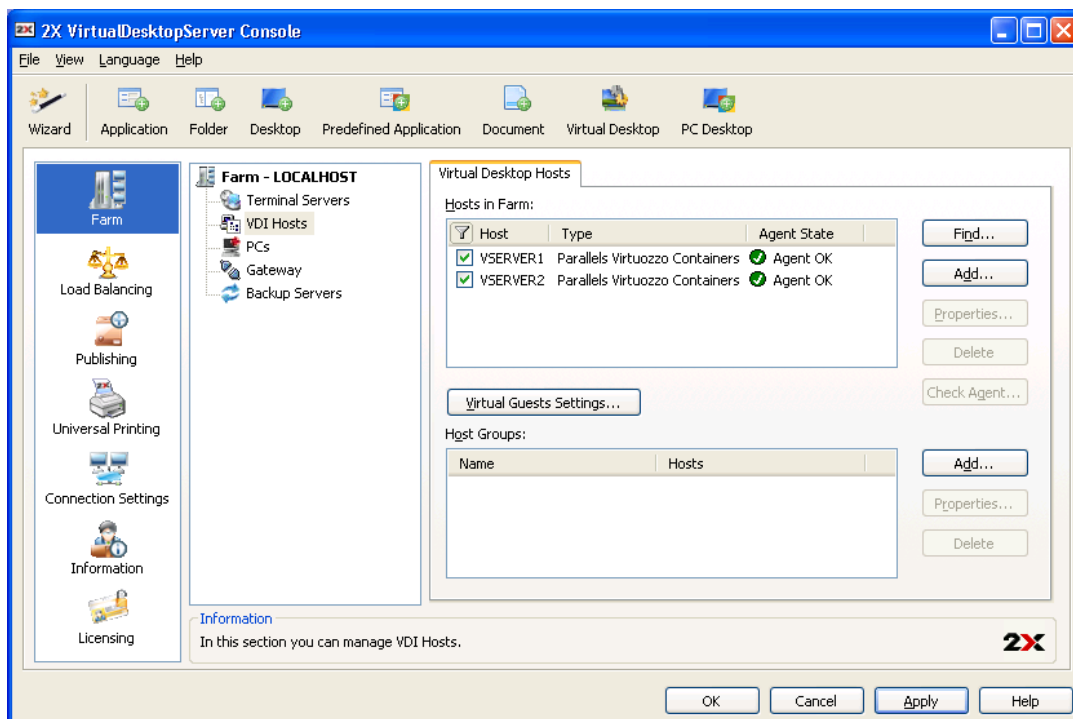 2X VirtualDesktopServer Console
File View Language Help
Wizard Application Folder Desktop Predefined Application Document Virtual Desktop PC Desktop
Farm
Load Balancing
Publishing
Universal Printing
Connection Settings
Information
Licensing
Farm - LOCALHOST
Terminal Servers
VDI Hosts
PCs
Gateway
Backup Servers
Virtual Desktop Hosts
Hosts in Farm:
Host Type Agent State
VSERVER1 Parallels Virtuozzo Containers Agent OK
VSERVER2 Parallels Virtuozzo Containers Agent OK
Find...
Add...
Properties...
Delete
Check Agent...
Virtual Guests Settings...
Host Groups:
Name Hosts
Add...
Properties...
Delete
Information
In this section you can manage VDI Hosts.
2X
OK Cancel Apply Help